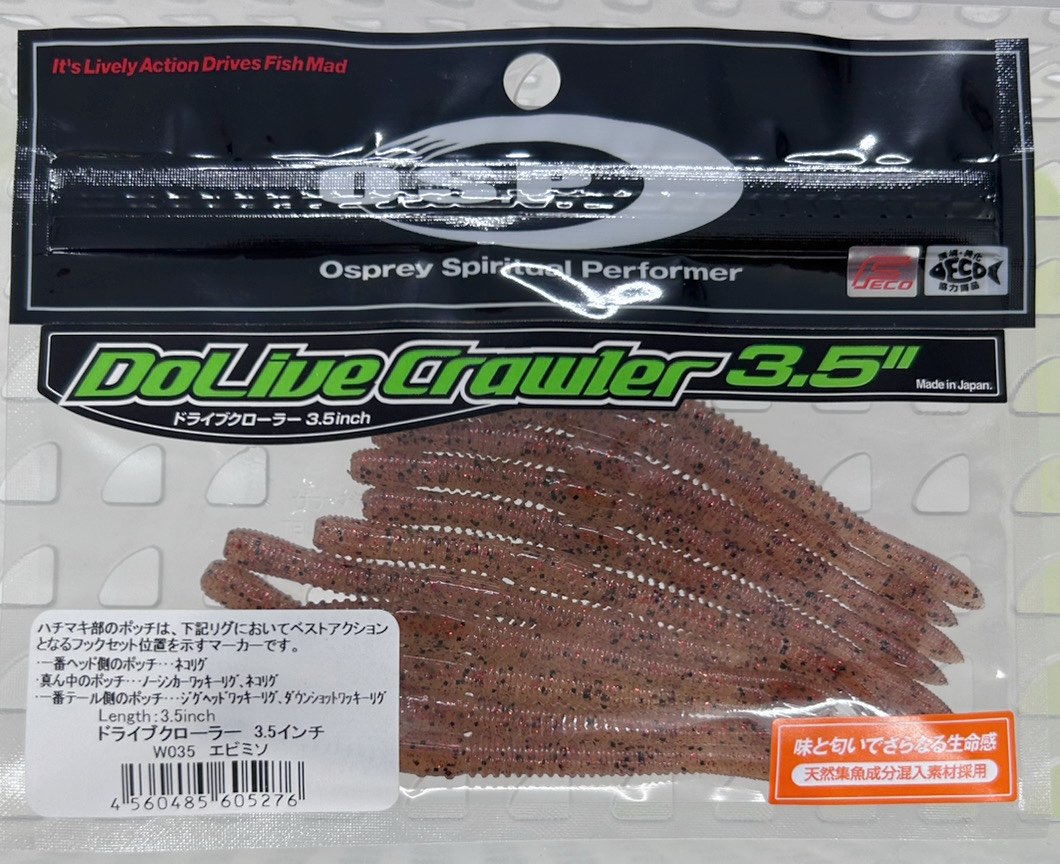 It's Lively Action Drives Fish Mad
O.S.P
Osprey Spiritual Performer
FECO
環境・美化
ECO
協力商品
DoLive Crawler 3.5"
Made in Japan.
ドライブクローラー 3.5inch
ハチマキ部のポッチは、下記リグにおいてベストアクション
となるフックセット位置を示すマーカーです。
・一番ヘッド側のポッチ･･･ネコリグ
・真ん中のポッチ･･･ノーシンカーワッキーリグ、ネコリグ
・一番テール側のポッチ･･･ジグヘッドワッキーリグ、ダウンショットワッキーリグ
Length:3.5inch
ドライブクローラー 3.5インチ
W035 エビミソ
4 560485 605276
味と匂いでさらなる生命感
天然集魚成分混入素材採用